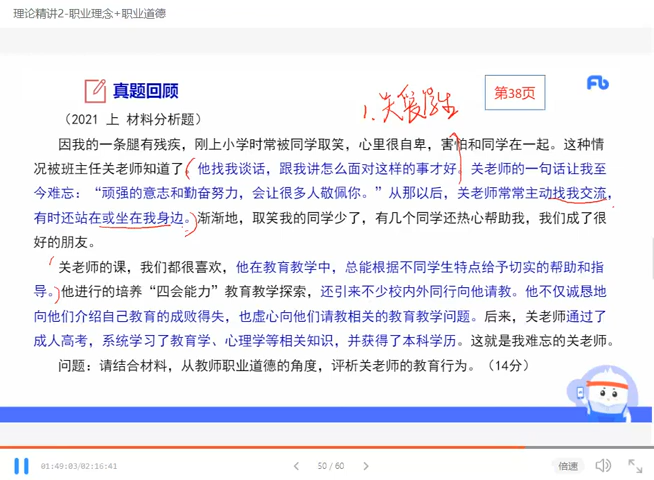 理论精讲2-职业理念+职业道德
真题回顾
1.关爱学生
第38页
（2021 上 材料分析题）
因我的一条腿有残疾，刚上小学时常被同学取笑，心里很自卑，害怕和同学在一起。这种情
况被班主任关老师知道了。他找我谈话，跟我讲怎么面对这样的事才好。关老师的一句话让我至
今难忘：“顽强的意志和勤奋努力，会让很多人敬佩你。”从那以后，关老师常常主动找我交流，
有时还站在或坐在我身边。渐渐地，取笑我的同学少了，有几个同学还热心帮助我，我们成了很
好的朋友。
关老师的课，我们都很喜欢，他在教育教学中，总能根据不同学生特点给予切实的帮助和指
导。他进行的培养“四会能力”教育教学探索，还引来不少校内外同行向他请教。他不仅诚恳地
向他们介绍自己教育的成败得失，也虚心向他们请教相关的教育教学问题。后来，关老师通过了
成人高考，系统学习了教育学、心理学等相关知识，并获得了本科学历。这就是我难忘的关老师。
问题：请结合材料，从教师职业道德的角度，评析关老师的教育行为。（14分）
01:49:03/02:16:41
50 / 60
倍速